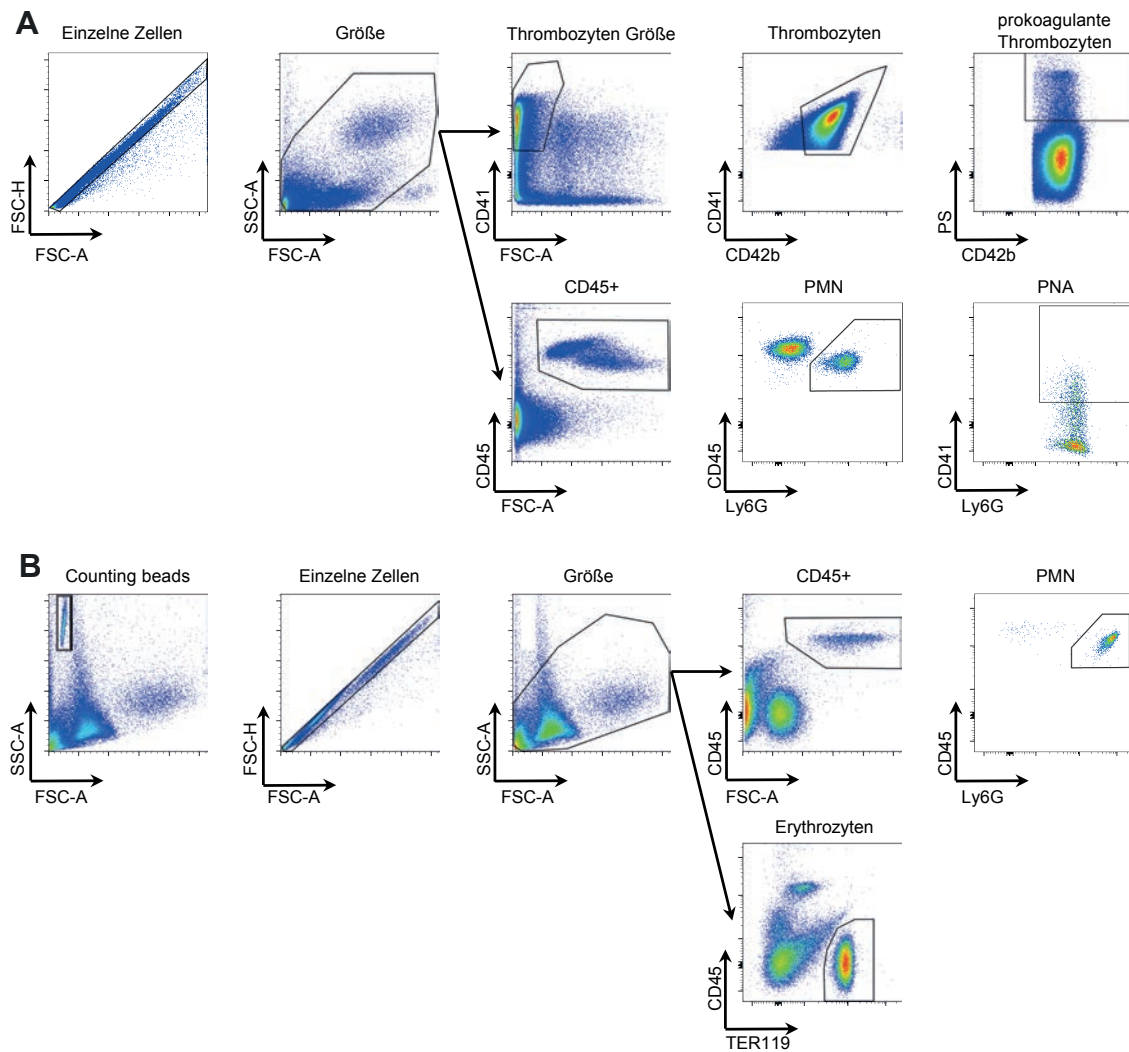 A
Einzelne Zellen
Größe
Thrombozyten Größe
Thrombozyten
prokoagulante
Thrombozyten
FSC-H
FSC-A
SSC-A
FSC-A
CD41
FSC-A
CD41
CD42b
PS
CD42b
CD45+
PMN
PNA
CD45
FSC-A
CD45
Ly6G
CD41
Ly6G
B
Counting beads
Einzelne Zellen
Größe
CD45+
PMN
SSC-A
FSC-A
FSC-H
FSC-A
SSC-A
FSC-A
CD45
FSC-A
CD45
Ly6G
Erythrozyten
CD45
TER119